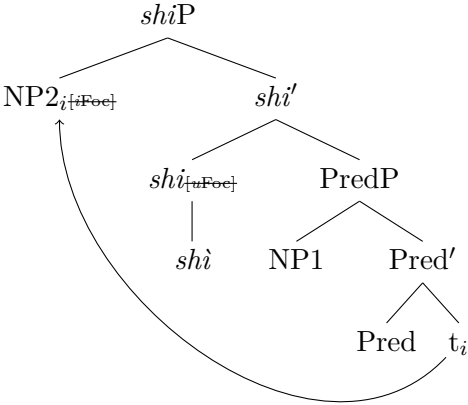 shiP
NP2i[iFoc] shi′
shi[uFoc] PredP
shì NP1 Pred′
Pred ti